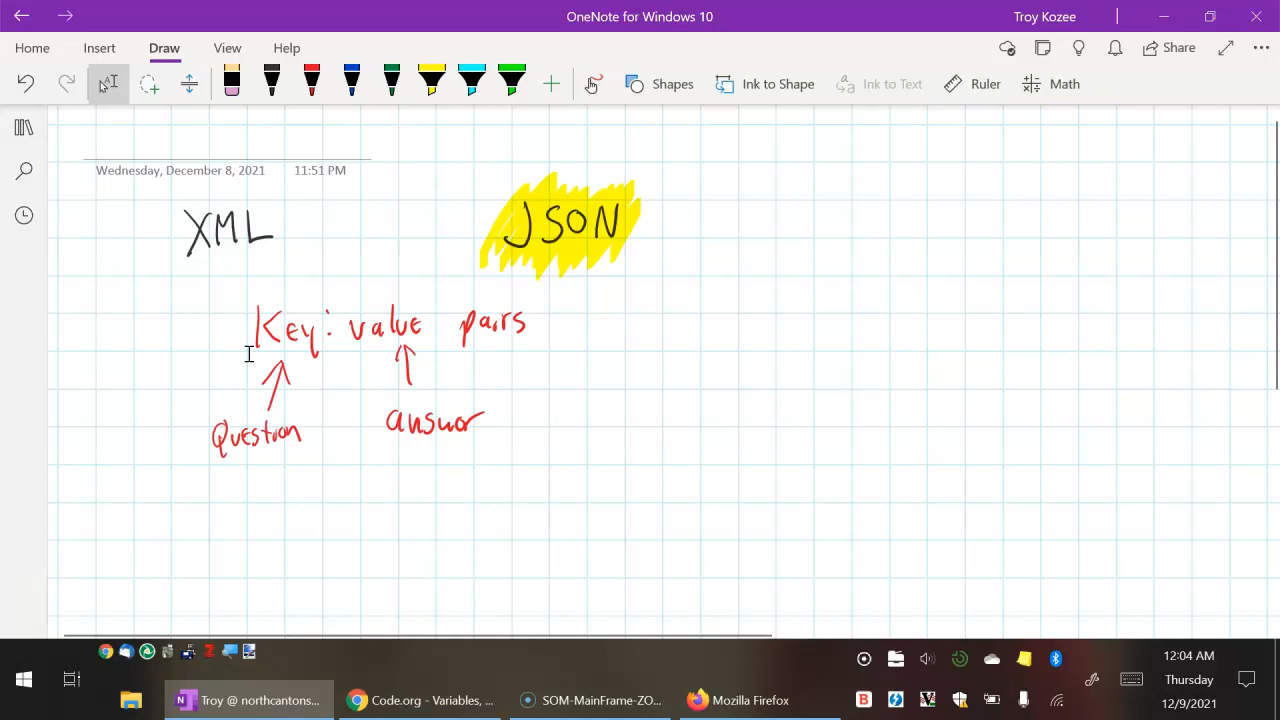 OneNote for Windows 10
Troy Kozee
Home Insert Draw View Help
Share
Shapes Ink to Shape Ink to Text Ruler Math
Wednesday, December 8, 2021 11:51 PM
XML JSON
Key: value pairs
Question answer
12:04 AM
Thursday
12/9/2021
Troy @ northcantons... Code.org - Variables, ... SOM-MainFrame-ZO... Mozilla Firefox